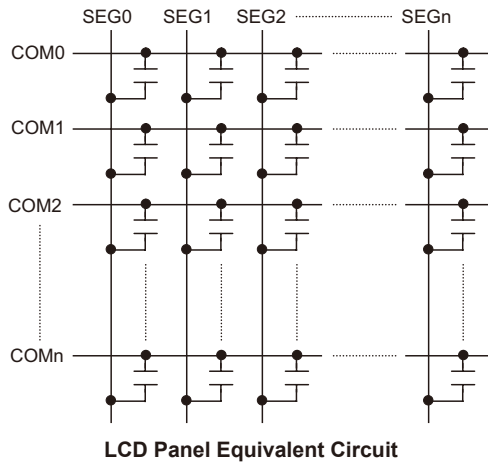 SEG0 SEG1 SEG2 SEGn
COM0
COM1
COM2
COMn
LCD Panel Equivalent Circuit